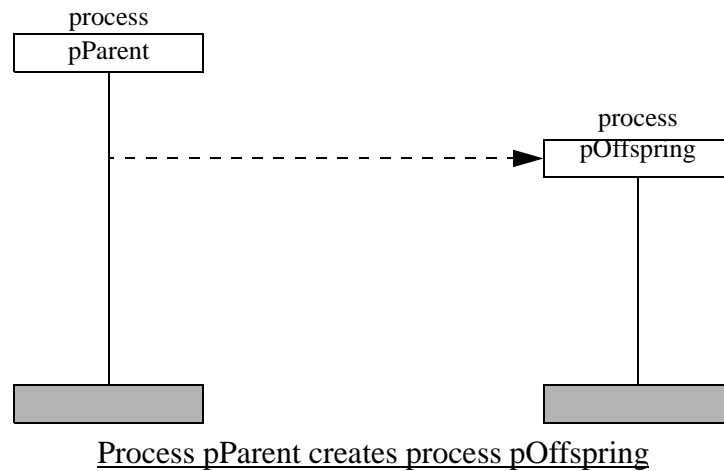 process
pParent
process
pOffspring
Process pParent creates process pOffspring